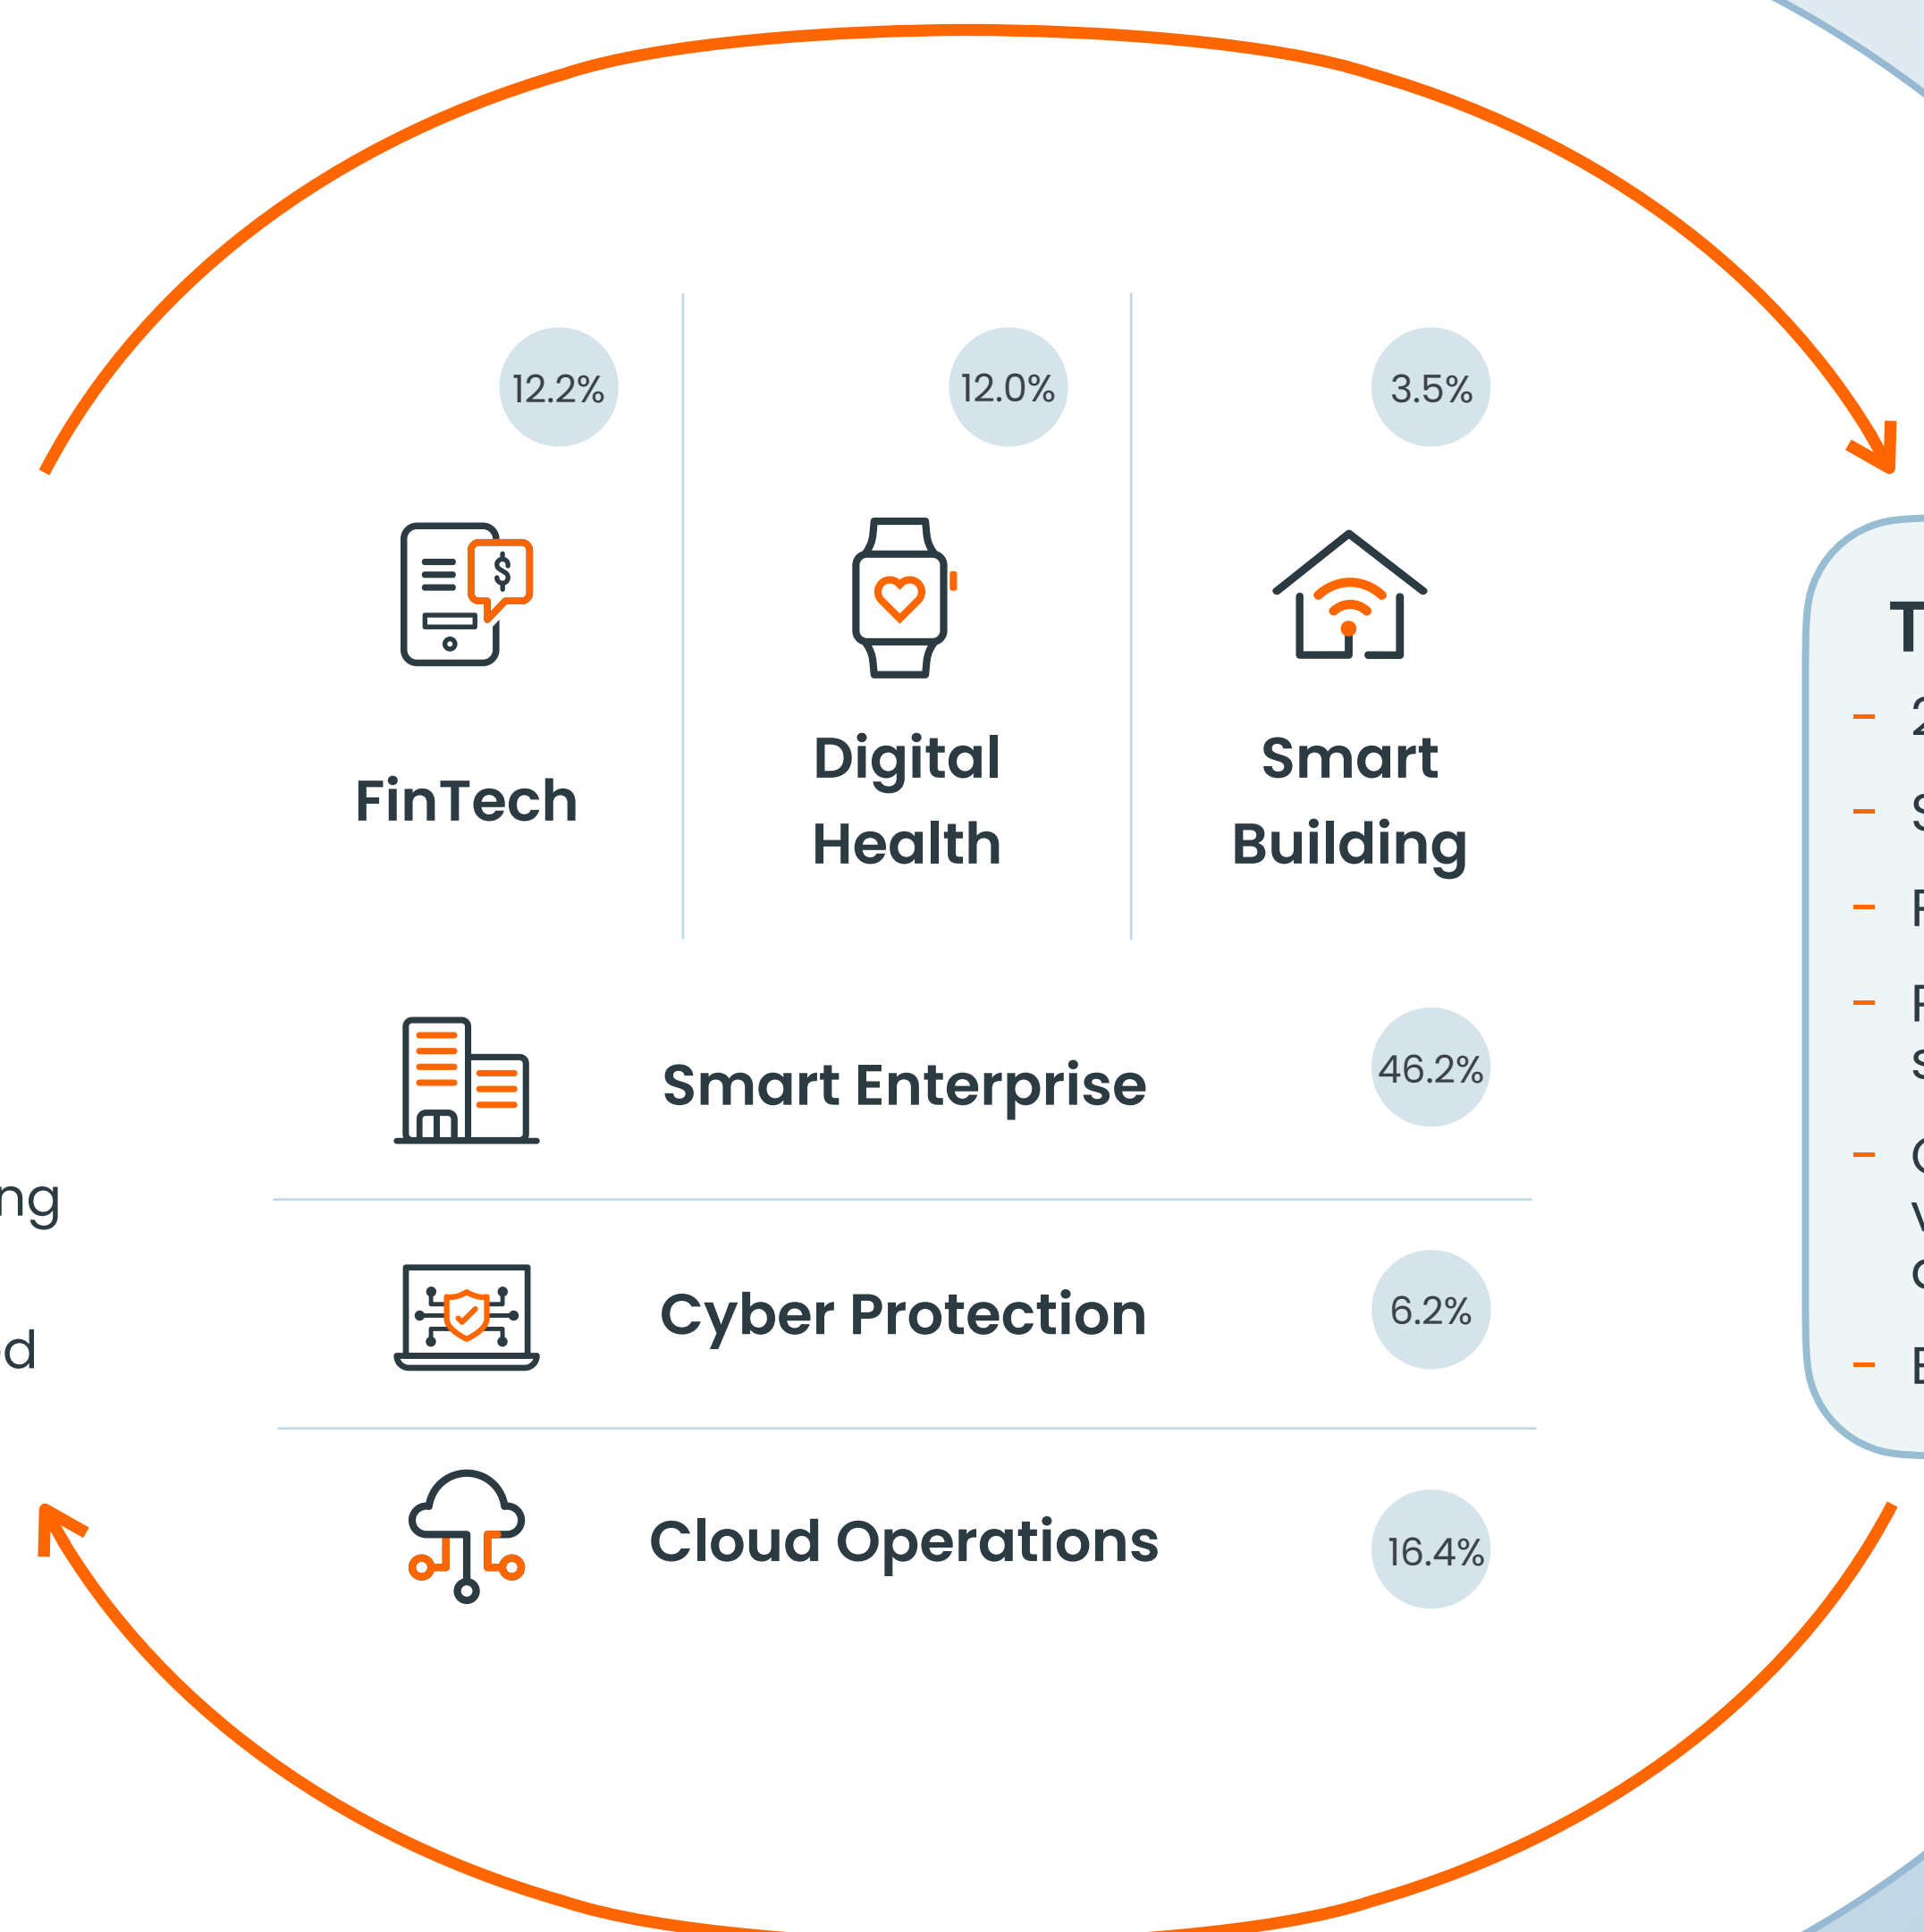 12.2%
12.0%
3.5%
$
FinTech
Digital
Health
Smart
Building
Smart Enterprise
46.2%
Cyber Protection
6.2%
Cloud Operations
16.4%